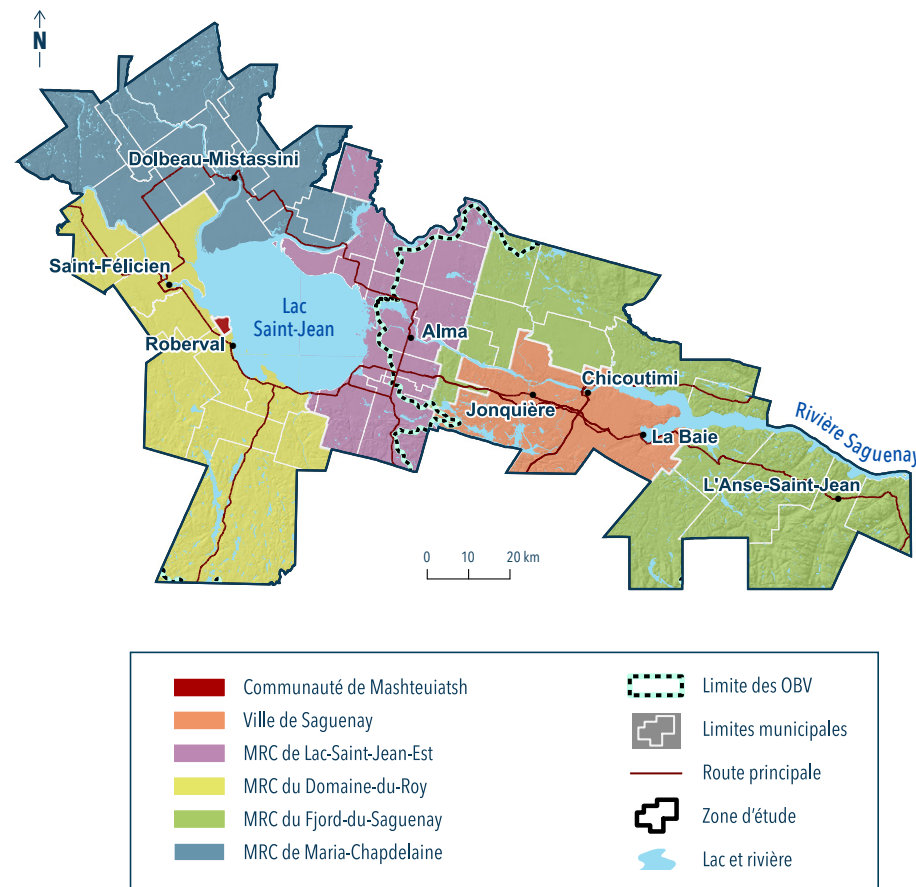 N
Dolbeau-Mistassini
Saint-Félicien
Lac
Saint-Jean
Roberval
Alma
Chicoutimi
Jonquière
La Baie
Rivière Saguenay
L'Anse-Saint-Jean
0 10 20 km
Communauté de Mashteuiatsh
Ville de Saguenay
MRC de Lac-Saint-Jean-Est
MRC du Domaine-du-Roy
MRC du Fjord-du-Saguenay
MRC de Maria-Chapdelaine
Limite des OBV
Limites municipales
Route principale
Zone d'étude
Lac et rivière